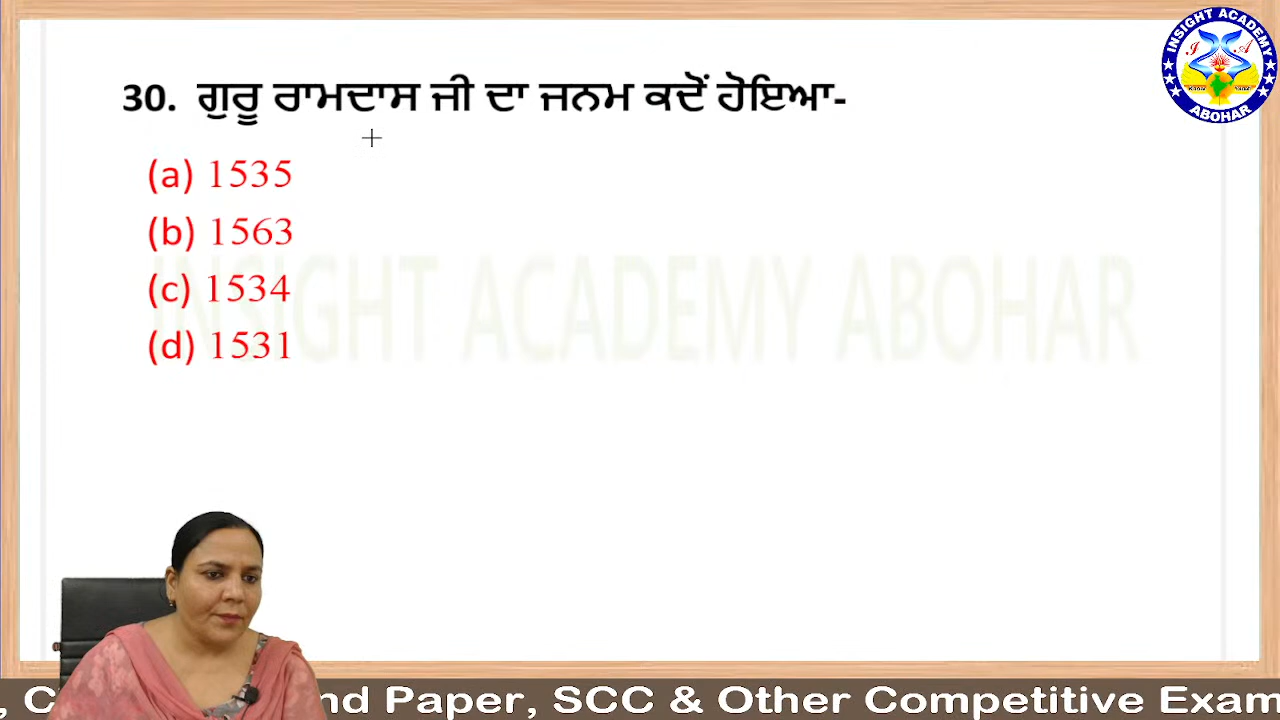 INSIGHT ACADEMY
I A
ABOHAR
30. ਗੁਰੂ ਰਾਮਦਾਸ ਜੀ ਦਾ ਜਨਮ ਕਦੋਂ ਹੋਇਆ-
(a) 1535
(b) 1563
(c) 1534
(d) 1531
INSIGHT ACADEMY ABOHAR
, C nd Paper, SCC & Other Competitive Exam